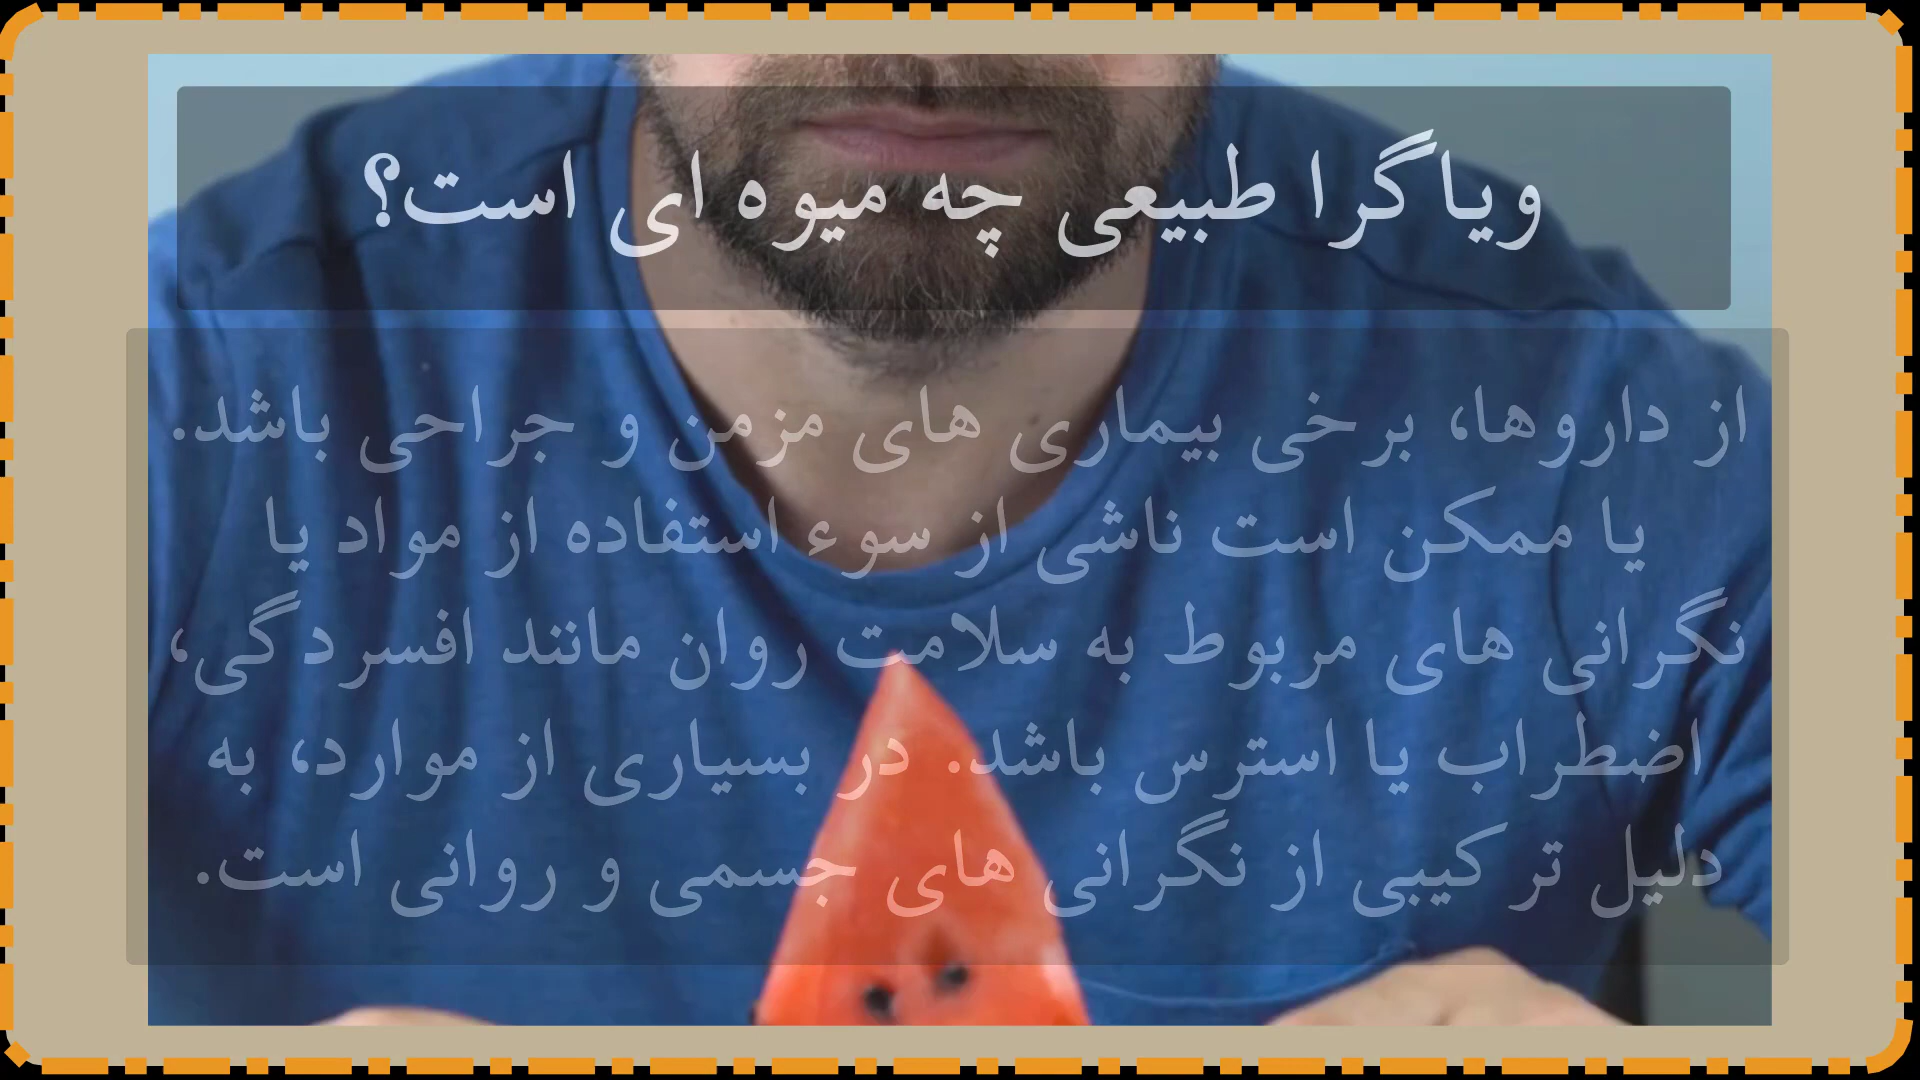 ویاگرا طبیعی چه میوه ای است؟
از داروها، برخی بیماری های مزمن و جراحی باشد.
یا ممکن است ناشی از سوء استفاده از مواد یا
نگرانی های مربوط به سلامت روان مانند افسردگی،
اضطراب یا استرس باشد. در بسیاری از موارد، به
دلیل ترکیبی از نگرانی های جسمی و روانی است.